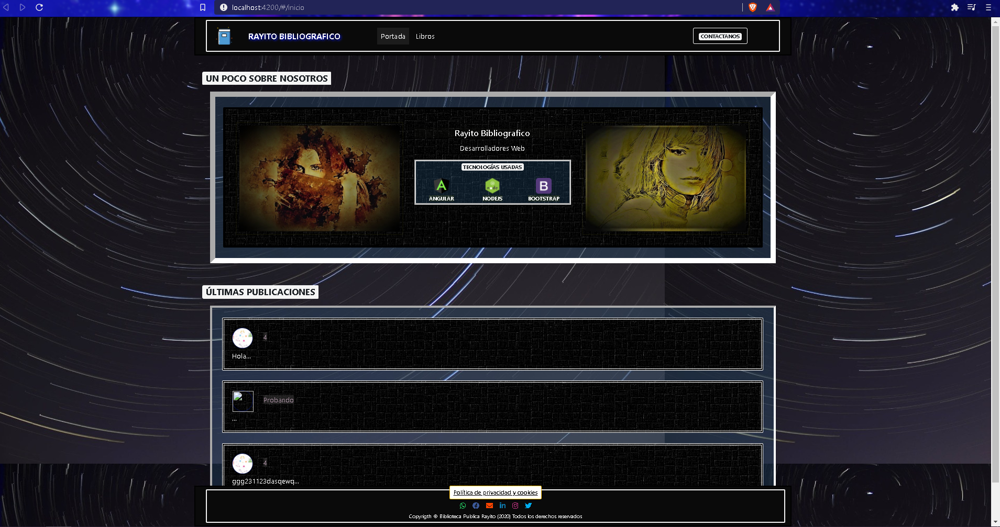 localhost:4200/#/inicio
RAYITO BIBLIOGRAFICO
Portada
Libros
CONTACTANOS
UN POCO SOBRE NOSOTROS
Rayito Bibliografico
Desarrolladores Web
TECNOLOGÍAS USADAS
ANGULAR
NODEJS
BOOTSTRAP
ÚLTIMAS PUBLICACIONES
4
Hola...
Probando
...
4
ggg231123dasqewq...
Política de privacidad y cookies
Copyrigth © Biblioteca Publica Rayito (2020) Todos los derechos reservados